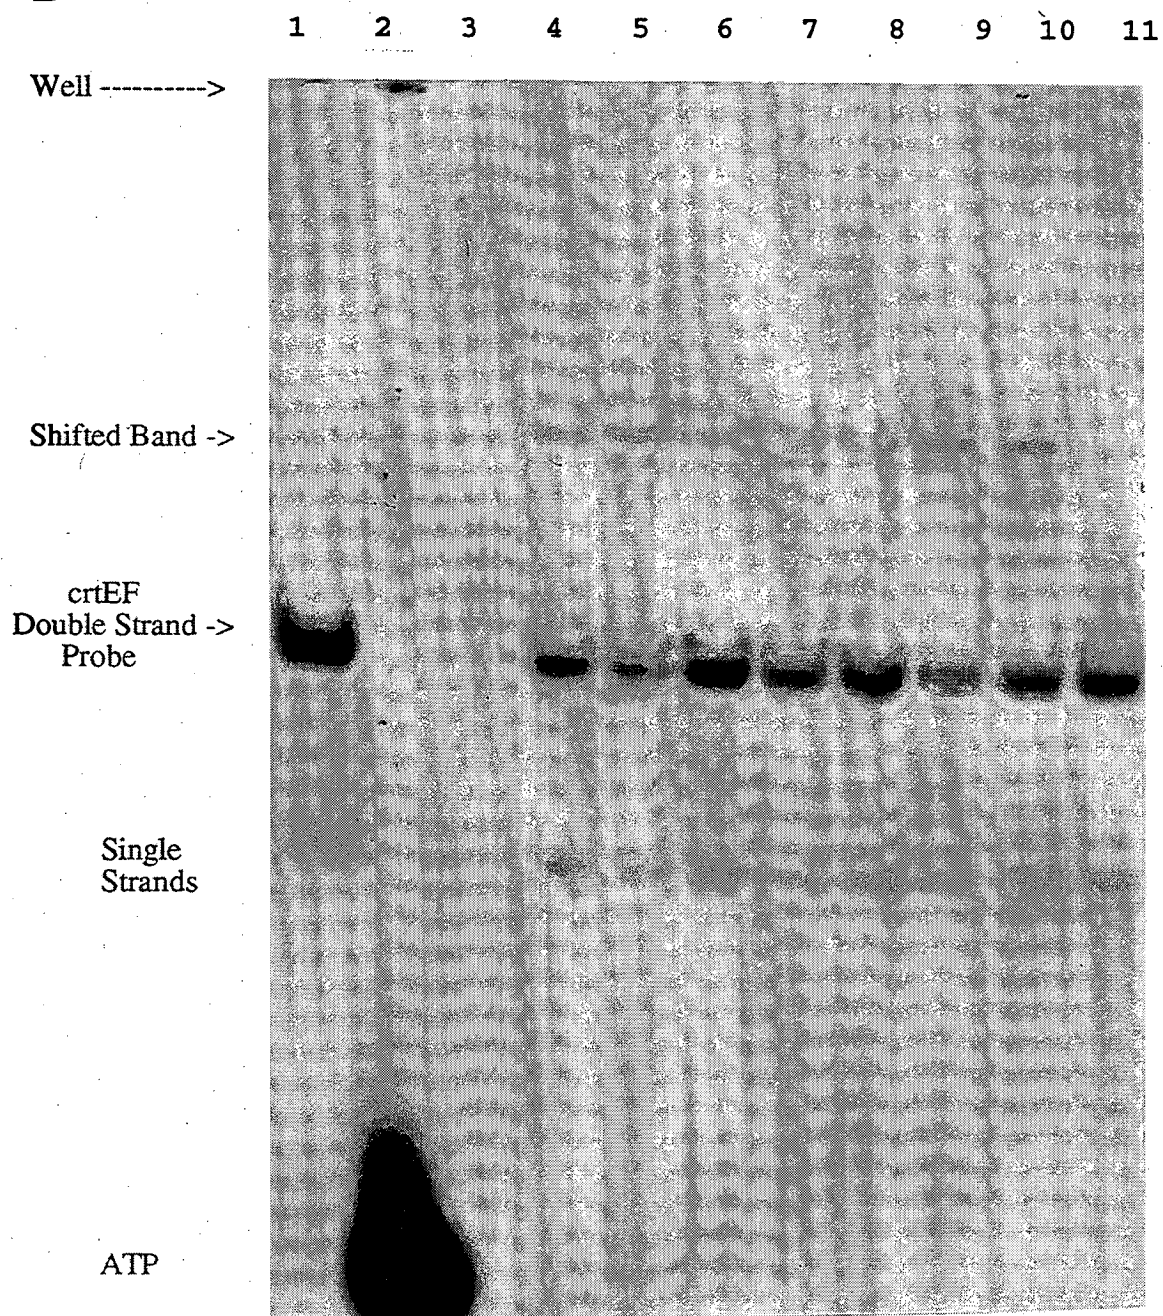 1 2 3 4 5 6 7 8 9 10 11
Well ---------->
Shifted Band ->
crtEF
Double Strand ->
Probe
Single
Strands
ATP